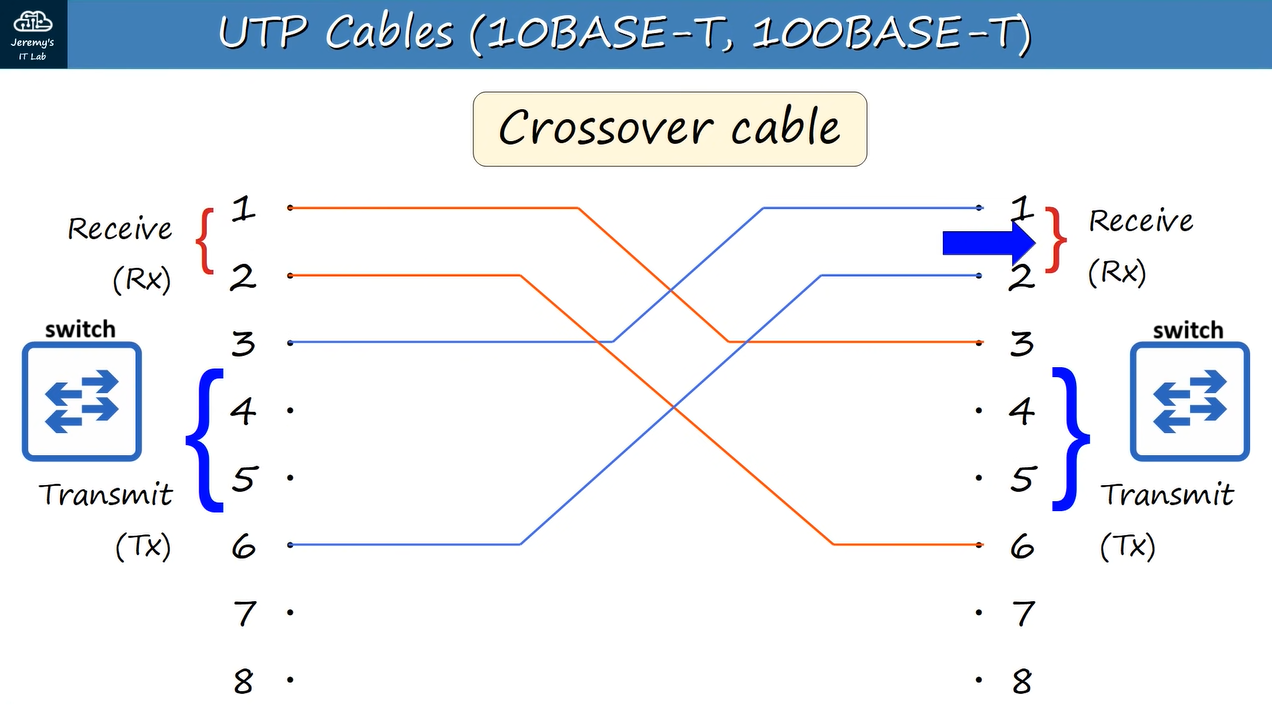 Jeremy's
IT Lab
UTP Cables (10BASE-T, 100BASE-T)
Crossover cable
Receive
(Rx)
switch
Transmit
(Tx)
1
2
3
4
5
6
7
8
1
2
3
4
5
6
7
8
Receive
(Rx)
switch
Transmit
(Tx)